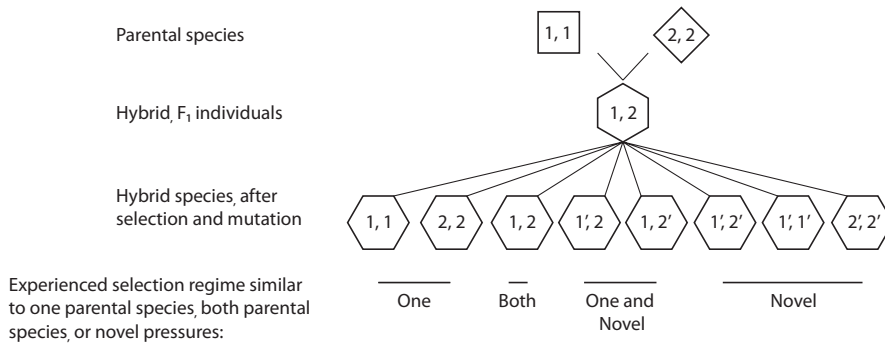 Parental species
1, 1
2, 2
Hybrid, F₁ individuals
1, 2
Hybrid species, after
selection and mutation
1, 1
2, 2
1, 2
1′, 2
1, 2′
1′, 2′
1′, 1′
2′, 2′
Experienced selection regime similar
to one parental species, both parental
species, or novel pressures:
One
Both
One and
Novel
Novel